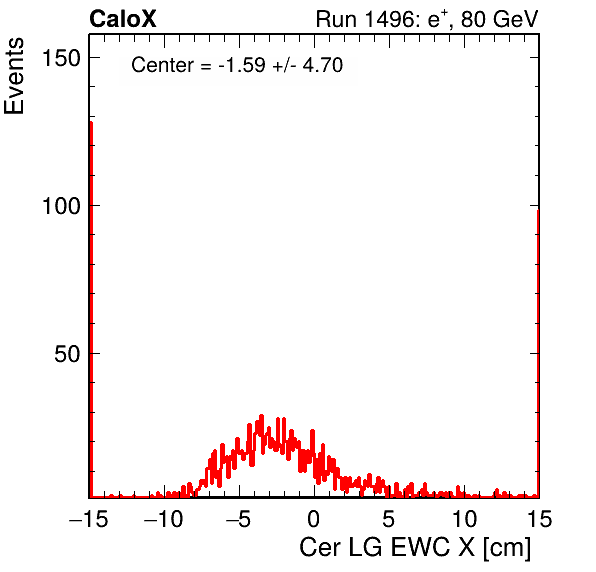 CaloX Run 1496: e⁺, 80 GeV
Events
Center = -1.59 +/- 4.70
150
100
50
−15 −10 −5 0 5 10 15
Cer LG EWC X [cm]